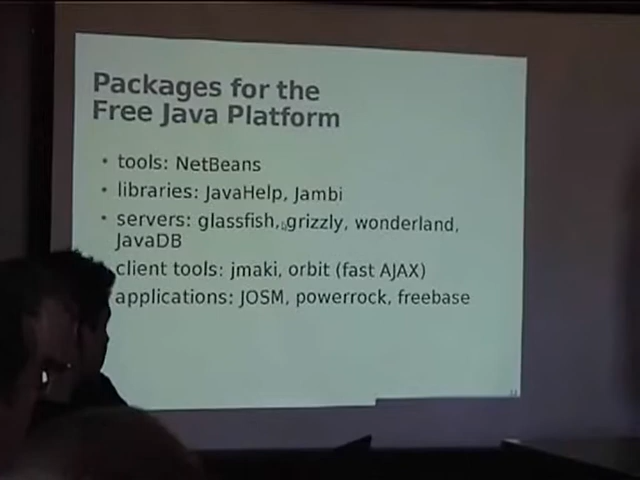 Packages for the
Free Java Platform
• tools: NetBeans
• libraries: JavaHelp, Jambi
• servers: glassfish, grizzly, wonderland,
JavaDB
client tools: jmaki, orbit (fast AJAX)
applications: JOSM, powerrock, freebase